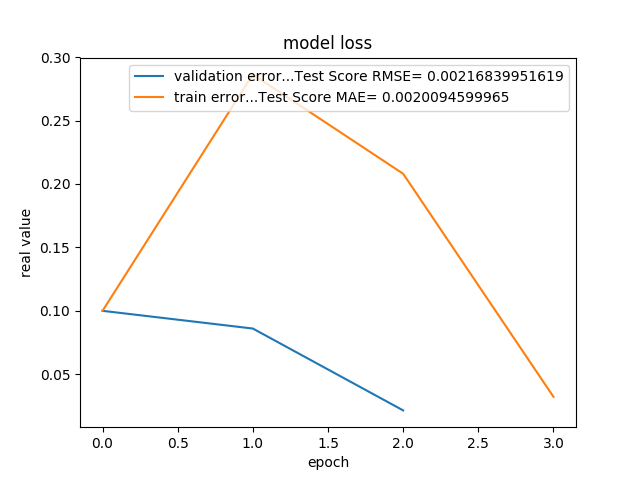 model loss
validation error...Test Score RMSE= 0.00216839951619
train error...Test Score MAE= 0.0020094599965
real value
0.30
0.25
0.20
0.15
0.10
0.05
0.0 0.5 1.0 1.5 2.0 2.5 3.0
epoch